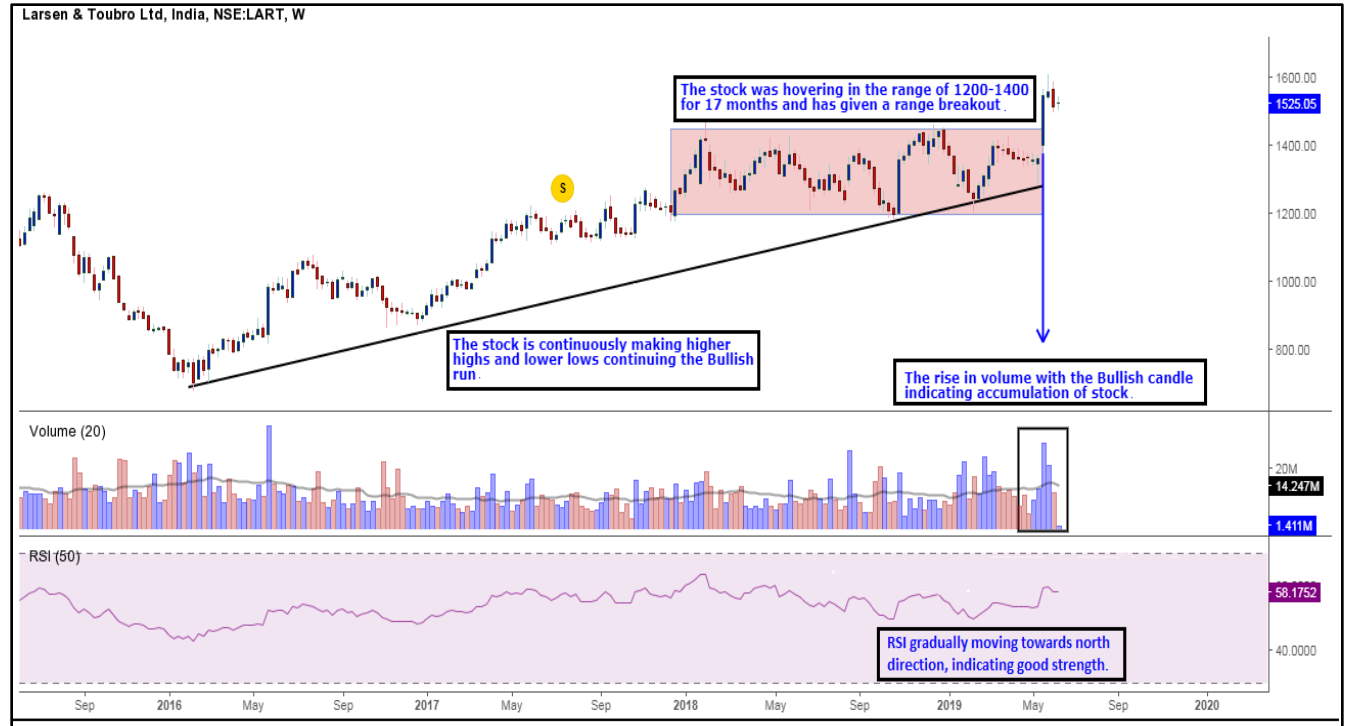 Larsen & Toubro Ltd, India, NSE:LART, W
The stock was hovering in the range of 1200-1400
for 17 months and has given a range breakout.
S
The stock is continuously making higher
highs and lower lows continuing the Bullish
run.
The rise in volume with the Bullish candle
indicating accumulation of stock.
1600.00
1525.05
1400.00
1200.00
1000.00
800.00
Volume (20)
20M
14.247M
1.411M
RSI (50)
58.1752
RSI gradually moving towards north
direction, indicating good strength.
40.0000
Sep 2016 May Sep 2017 May Sep 2018 May Sep 2019 May Sep 2020